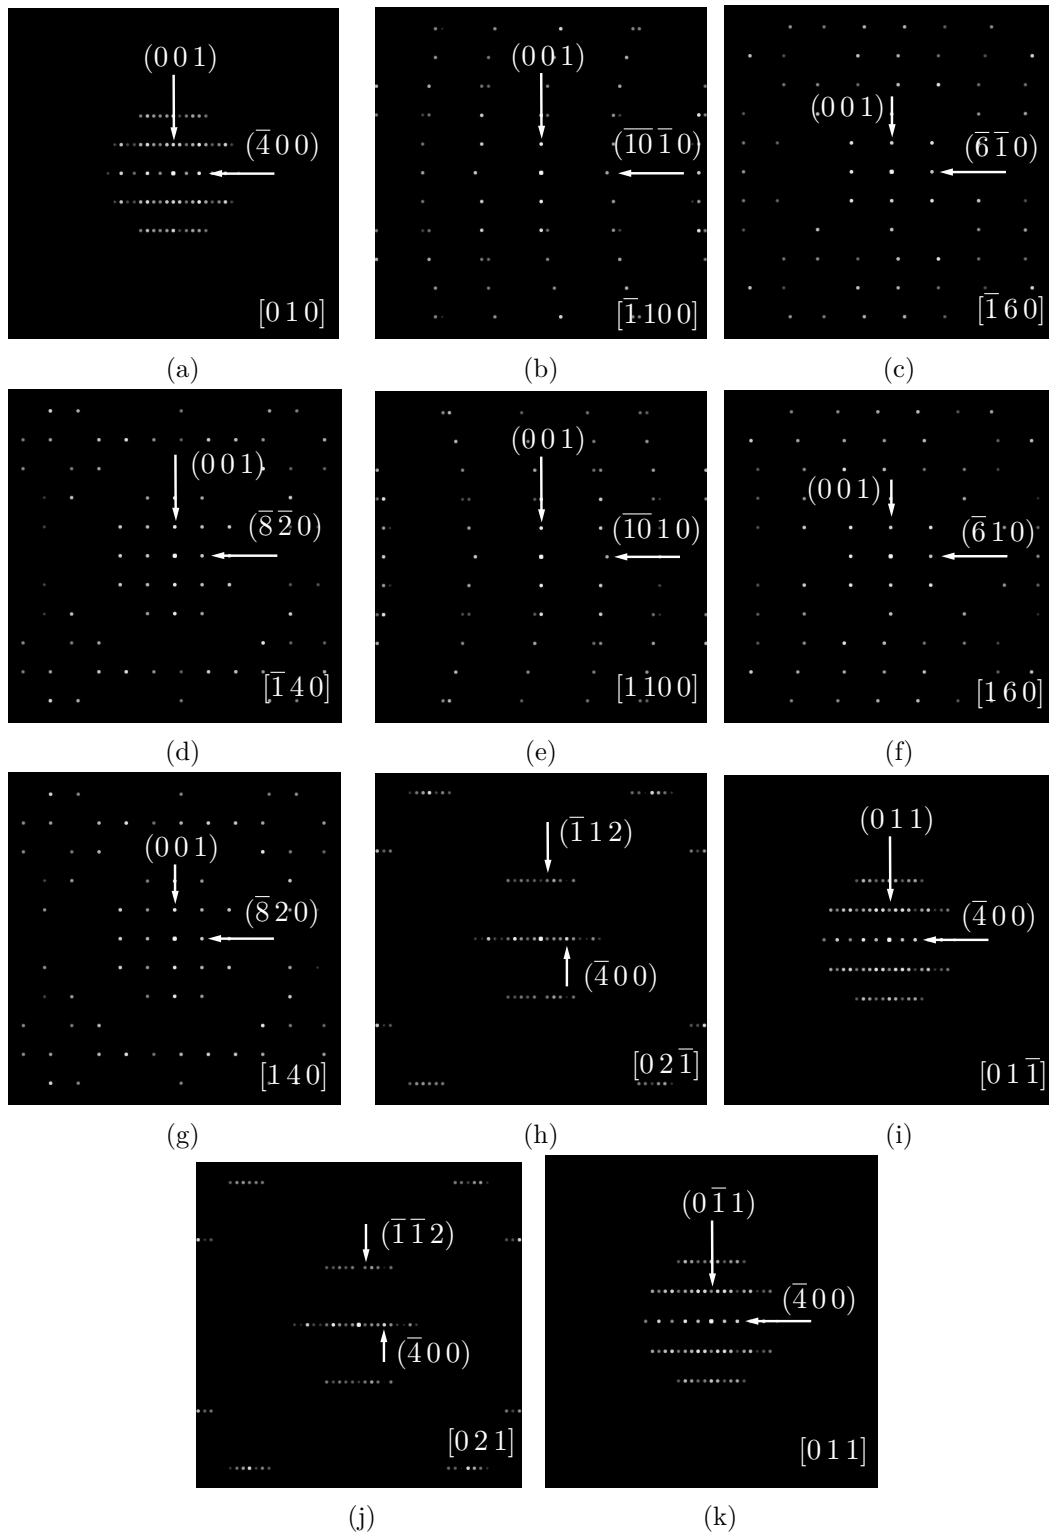 (0 0 1)
(4̅ 0 0)
[0 1 0]
(a)
(0 0 1)
(1̅0̅ 1̅ 0)
[1̅ 10 0]
(b)
(0 0 1)
(6̅ 1̅ 0)
[1̅ 6 0]
(c)
(0 0 1)
(8̅ 2̅ 0)
[1̅ 4 0]
(d)
(0 0 1)
(1̅0̅ 1 0)
[1 10 0]
(e)
(0 0 1)
(6̅ 1 0)
[1 6 0]
(f)
(0 0 1)
(8̅ 2 0)
[1 4 0]
(g)
(1̅ 1 2)
(4̅ 0 0)
[0 2 1̅]
(h)
(0 1 1)
(4̅ 0 0)
[0 1 1̅]
(i)
(1̅ 1̅ 2)
(4̅ 0 0)
[0 2 1]
(j)
(0 1̅ 1)
(4̅ 0 0)
[0 1 1]
(k)